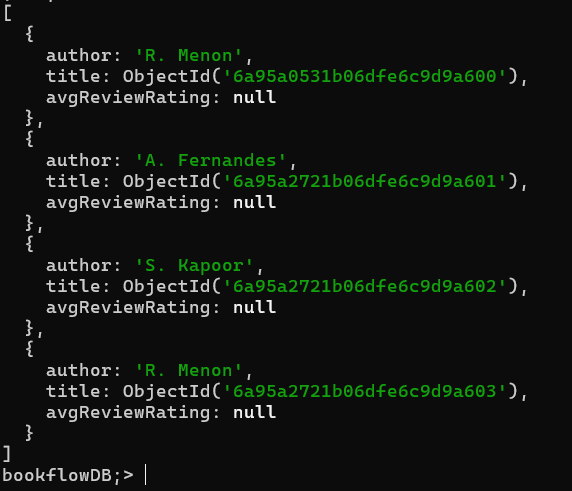 [
  {
    author: 'R. Menon',
    title: ObjectId('6a95a0531b06dfe6c9d9a600'),
    avgReviewRating: null
  },
  {
    author: 'A. Fernandes',
    title: ObjectId('6a95a2721b06dfe6c9d9a601'),
    avgReviewRating: null
  },
  {
    author: 'S. Kapoor',
    title: ObjectId('6a95a2721b06dfe6c9d9a602'),
    avgReviewRating: null
  },
  {
    author: 'R. Menon',
    title: ObjectId('6a95a2721b06dfe6c9d9a603'),
    avgReviewRating: null
  }
]
bookflowDB;>